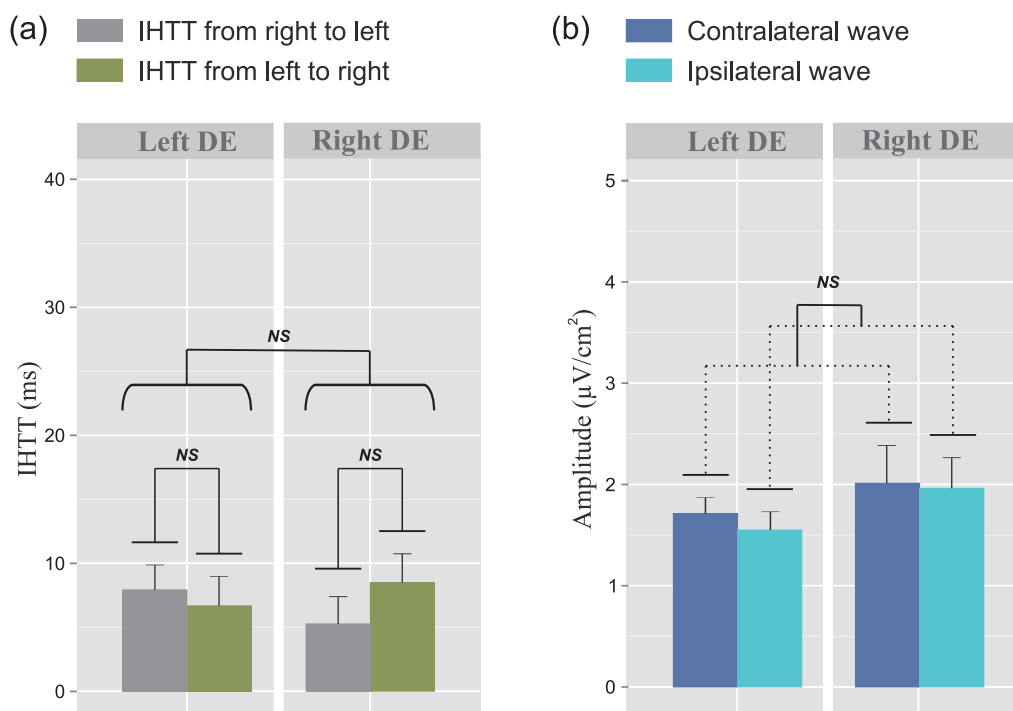 (a)
IHTT from right to left
IHTT from left to right
Left DE
Right DE
40
30
20
10
0
IHTT (ms)
NS
NS
NS
(b)
Contralateral wave
Ipsilateral wave
Left DE
Right DE
5
4
3
2
1
0
Amplitude (µV/cm²)
NS